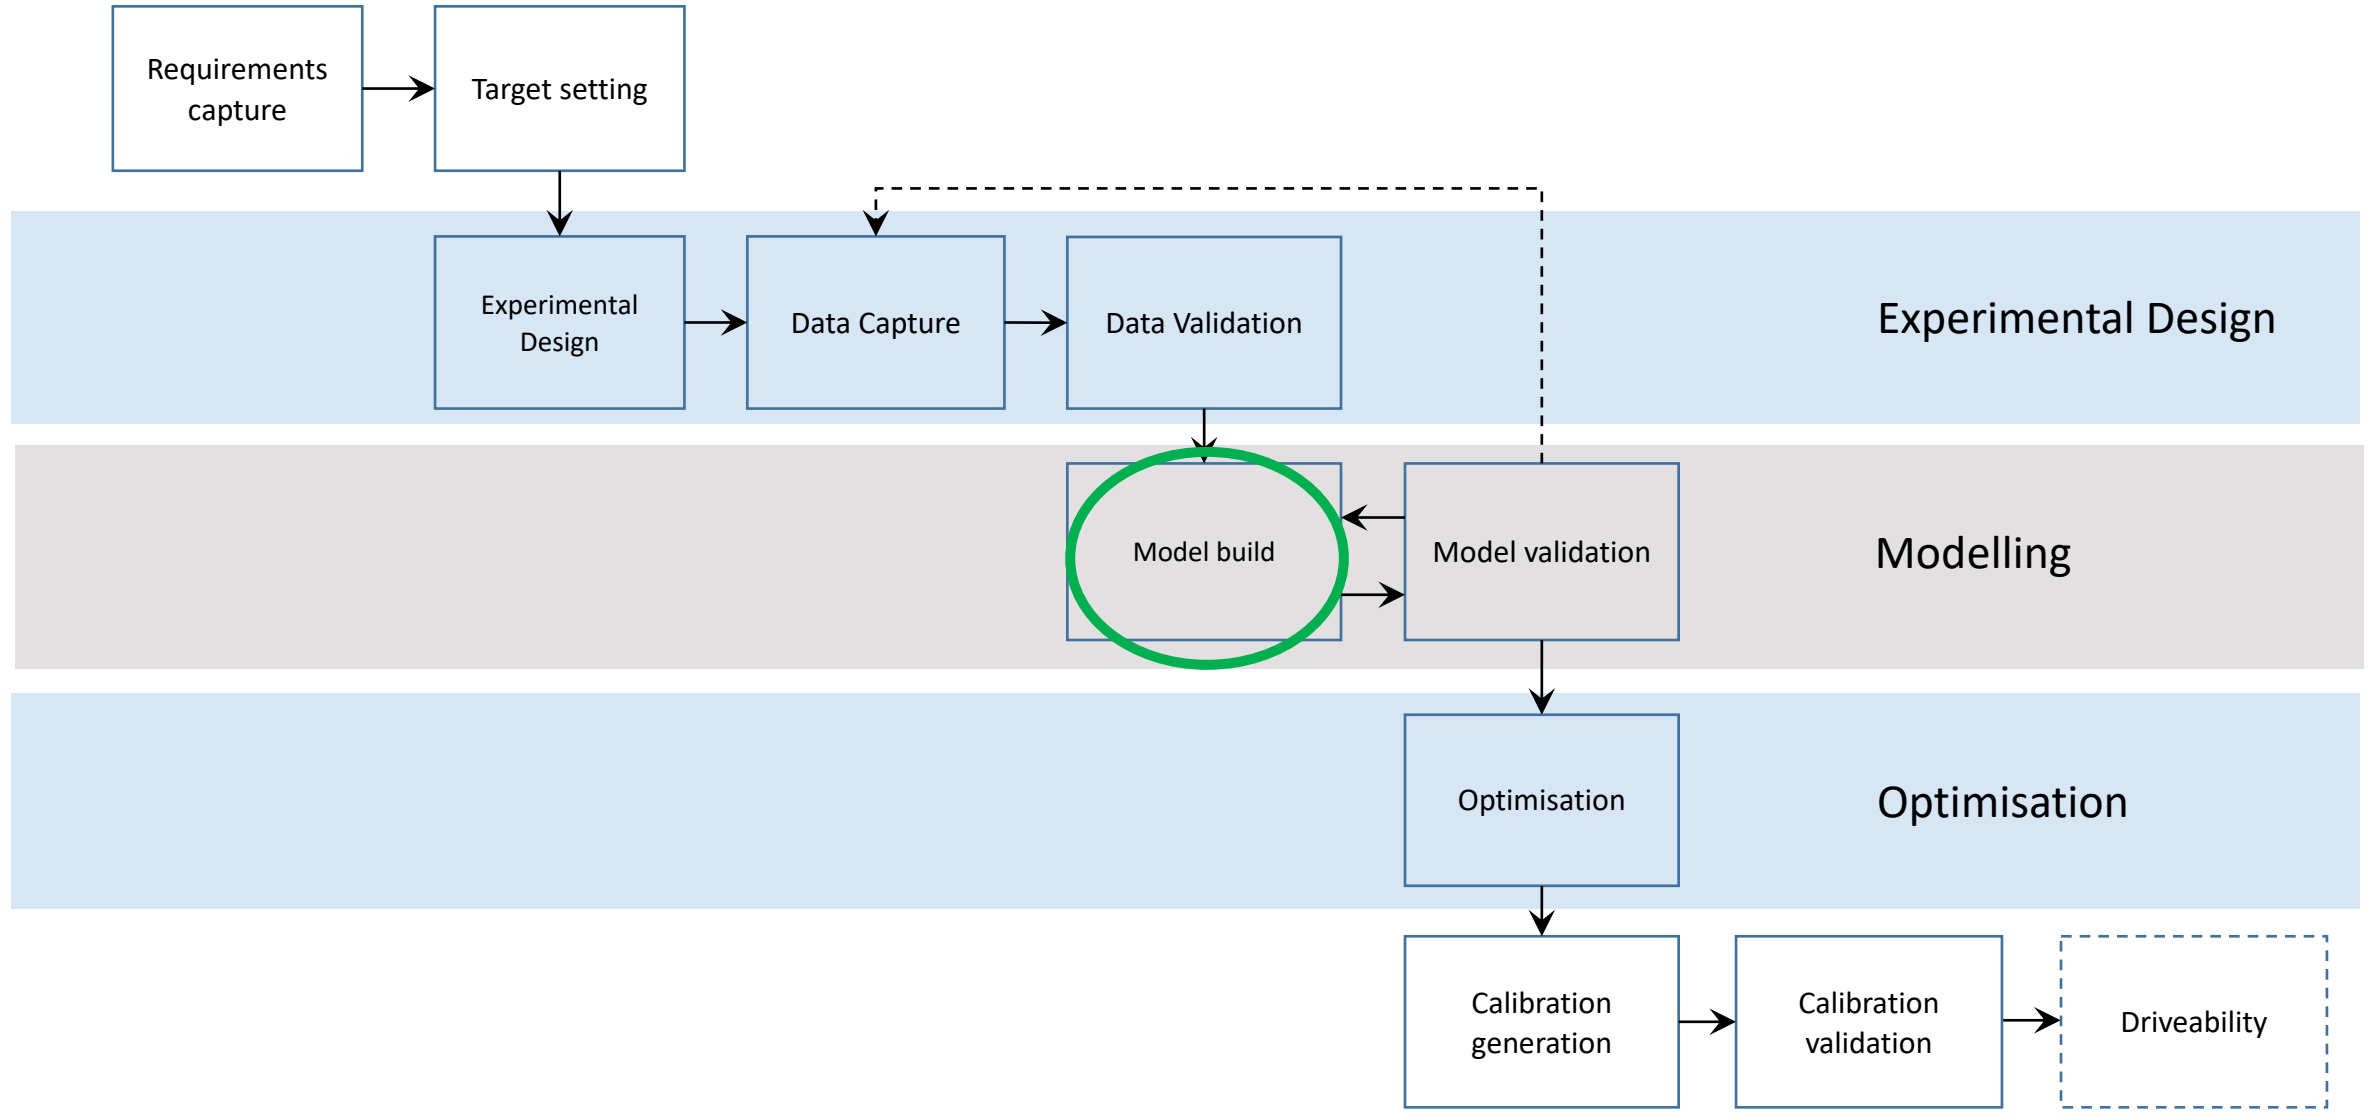 Requirements
capture
Target setting
Experimental
Design
Data Capture
Data Validation
Experimental Design
Model build
Model validation
Modelling
Optimisation
Optimisation
Calibration
generation
Calibration
validation
Driveability